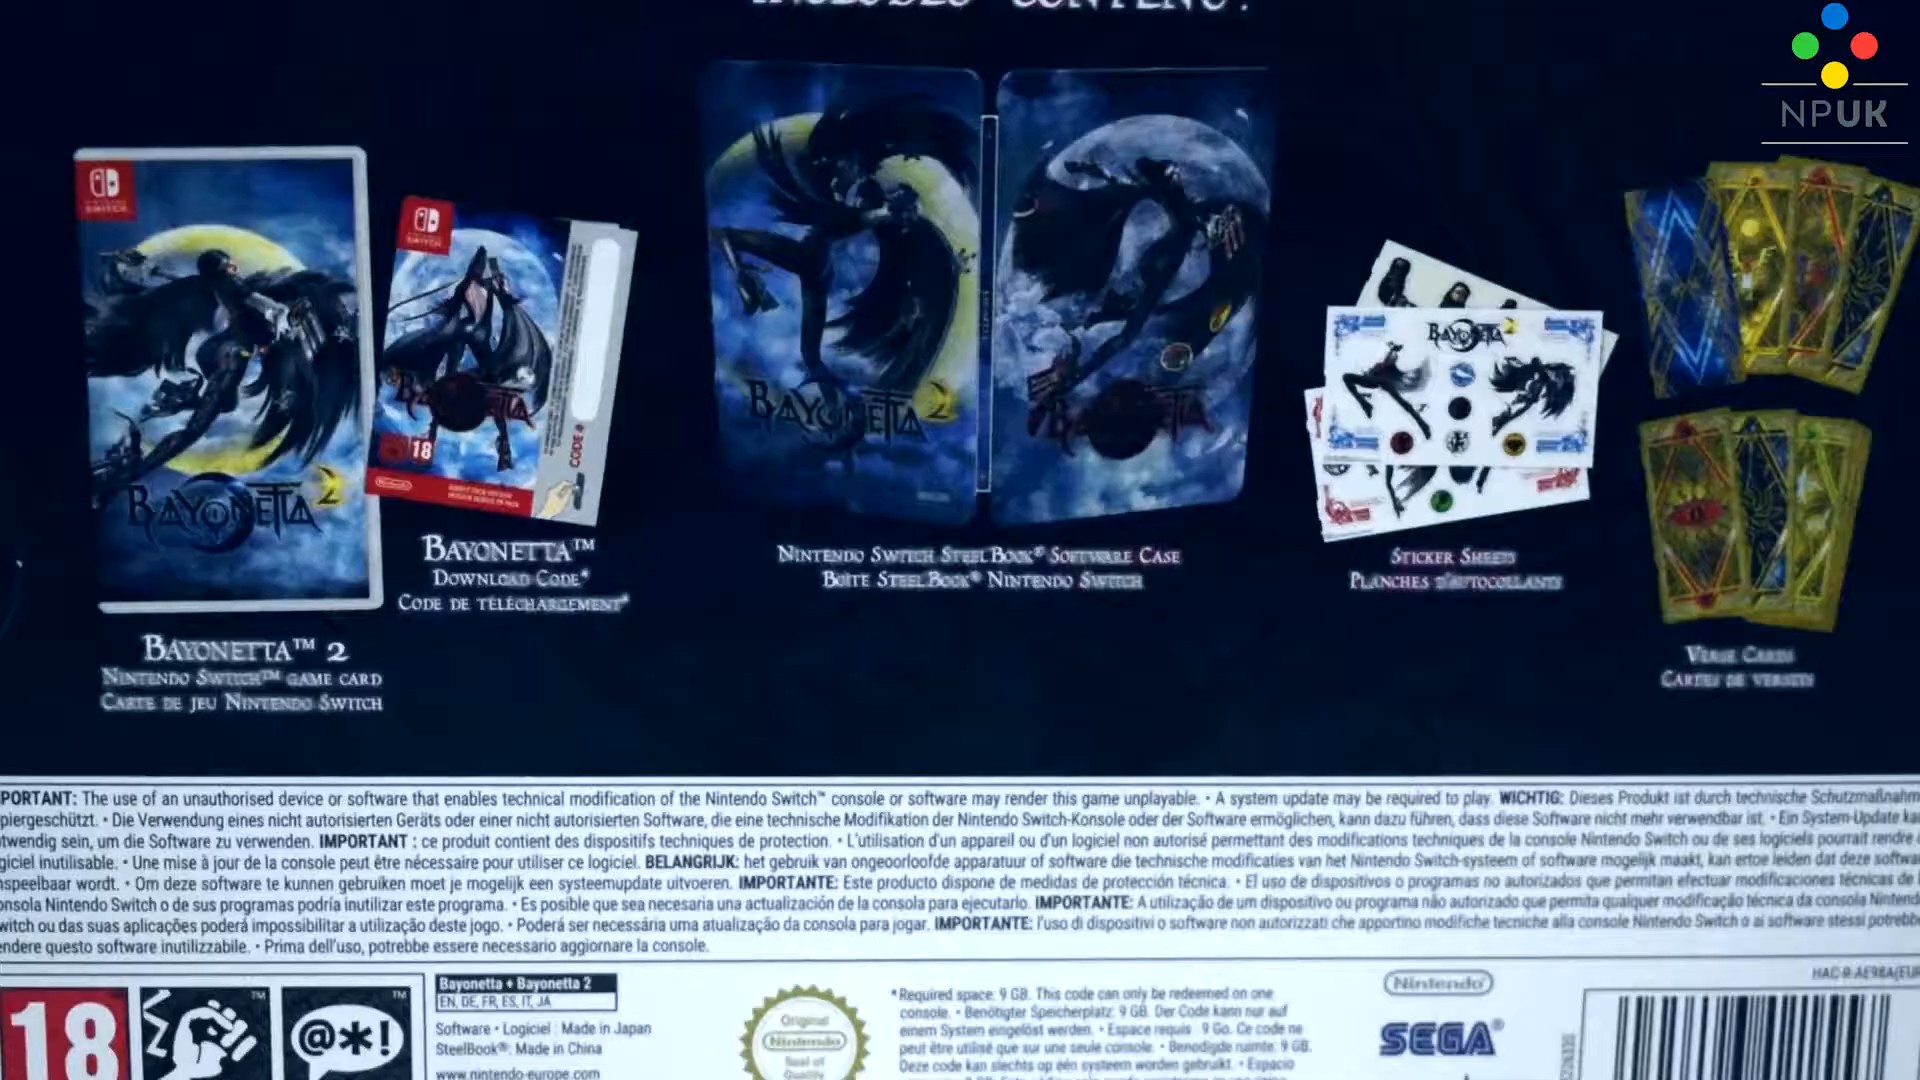 INCLUDES CONTENU :
NPUK
NINTENDO SWITCH
BAYONETTA 2
NINTENDO SWITCH
BAYONETTA
18
Nintendo
CODE
BAYONETTA 2
BAYONETTA
BAYONETTA 2
BAYONETTA™
DOWNLOAD CODE*
CODE DE TÉLÉCHARGEMENT*
BAYONETTA™ 2
NINTENDO SWITCH™ GAME CARD
CARTE DE JEU NINTENDO SWITCH
NINTENDO SWITCH STEELBOOK® SOFTWARE CASE
BOÎTE STEELBOOK® NINTENDO SWITCH
STICKER SHEETS
PLANCHES D'AUTOCOLLANTS
VERSE CARDS
CARTES DE VERSETS
PORTANT: The use of an unauthorised device or software that enables technical modification of the Nintendo Switch™ console or software may render this game unplayable. • A system update may be required to play. WICHTIG: Dieses Produkt ist durch technische Schutzmaßnahm
piergeschützt. • Die Verwendung eines nicht autorisierten Geräts oder einer nicht autorisierten Software, die eine technische Modifikation der Nintendo Switch-Konsole oder der Software ermöglichen, kann dazu führen, dass diese Software nicht mehr verwendbar ist. • Ein System-Update ka
twendig sein, um die Software zu verwenden. IMPORTANT : ce produit contient des dispositifs techniques de protection. • L'utilisation d'un appareil ou d'un logiciel non autorisé permettant des modifications techniques de la console Nintendo Switch ou de ses logiciels pourrait rendre
giciel inutilisable. • Une mise à jour de la console peut être nécessaire pour utiliser ce logiciel. BELANGRIJK: het gebruik van ongeoorloofde apparatuur of software die technische modificaties van het Nintendo Switch-systeem of software mogelijk maakt, kan ertoe leiden dat deze softwa
nspeelbaar wordt. • Om deze software te kunnen gebruiken moet je mogelijk een systeemupdate uitvoeren. IMPORTANTE: Este producto dispone de medidas de protección técnica. • El uso de dispositivos o programas no autorizados que permitan efectuar modificaciones técnicas de l
onsola Nintendo Switch o de sus programas podría inutilizar este programa. • Es posible que sea necesaria una actualización de la consola para ejecutarlo. IMPORTANTE: A utilização de um dispositivo ou programa não autorizado que permita qualquer modificação técnica da consola Nintend
witch ou das suas aplicações poderá impossibilitar a utilização deste jogo. • Poderá ser necessária uma atualização da consola para jogar. IMPORTANTE: l'uso di dispositivi o software non autorizzati che apportino modifiche tecniche alla console Nintendo Switch o ai software stessi potrebb
endere questo software inutilizzabile. • Prima dell'uso, potrebbe essere necessario aggiornare la console.
18
™
@*!
™
Bayonetta + Bayonetta 2
EN, DE, FR, ES, IT, JA
Software • Logiciel : Made in Japan
SteelBook®: Made in China
www.nintendo-europe.com
Original
Nintendo
Seal of
Quality
*Required space: 9 GB. This code can only be redeemed on one
console. • Benötigter Speicherplatz: 9 GB. Der Code kann nur auf
einem System eingelöst werden. • Espace requis : 9 Go. Ce code ne
peut être utilisé que sur une seule console. • Benodigde ruimte: 9 GB.
Deze code kan slechts op één systeem worden gebruikt. • Espacio
Nintendo
SEGA®